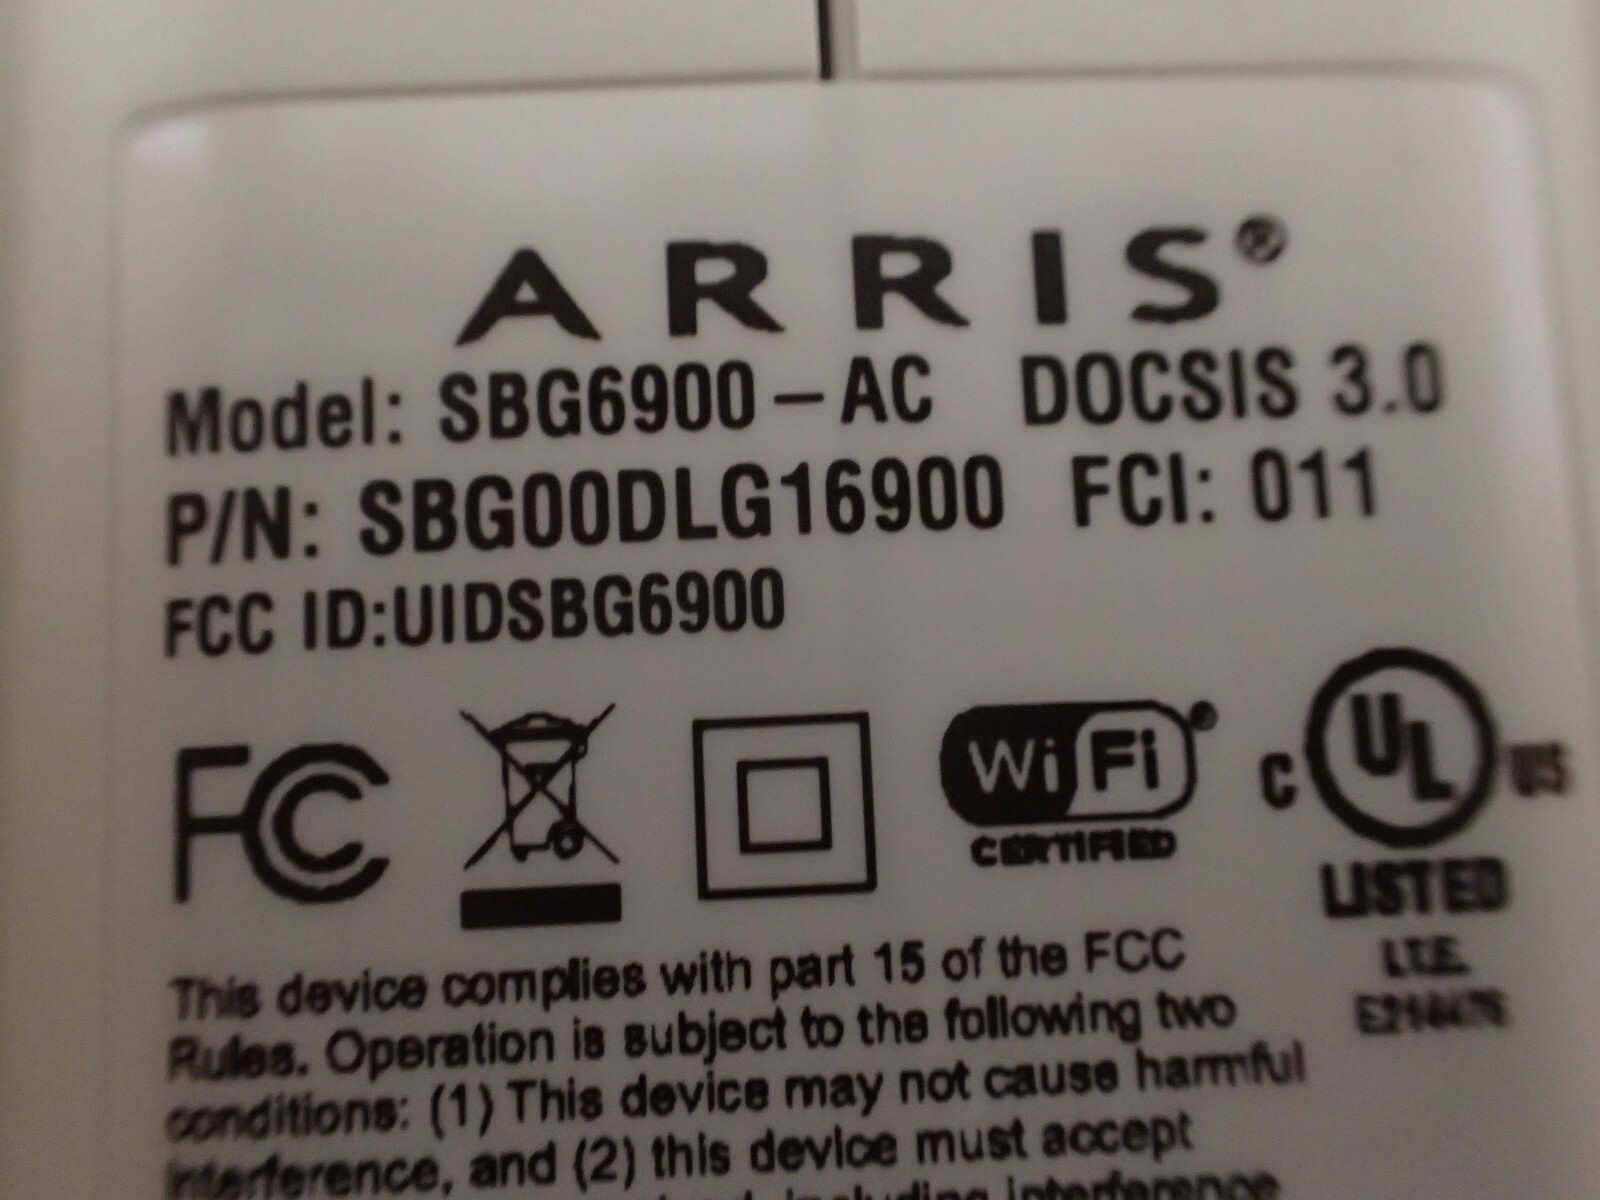 ARRIS®
Model: SBG6900-AC DOCSIS 3.0
P/N: SBG00DLG16900 FCI: 011
FCC ID:UIDSBG6900
FC
WiFi®
CERTIFIED
C UL US
LISTED
I.T.E.
This device complies with part 15 of the FCC
Rules. Operation is subject to the following two
conditions: (1) This device may not cause harmful
interference, and (2) this device must accept
including interference